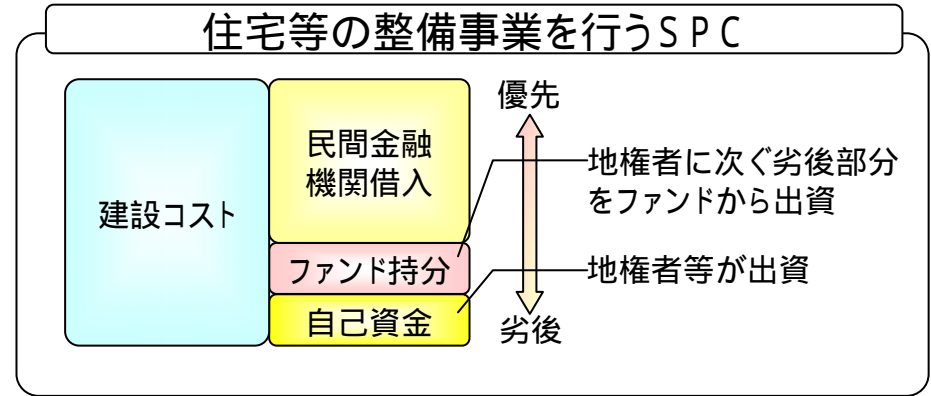 住宅等の整備事業を行うSPC
建設コスト
民間金融
機関借入
ファンド持分
自己資金
優先
劣後
地権者に次ぐ劣後部分
をファンドから出資
地権者等が出資